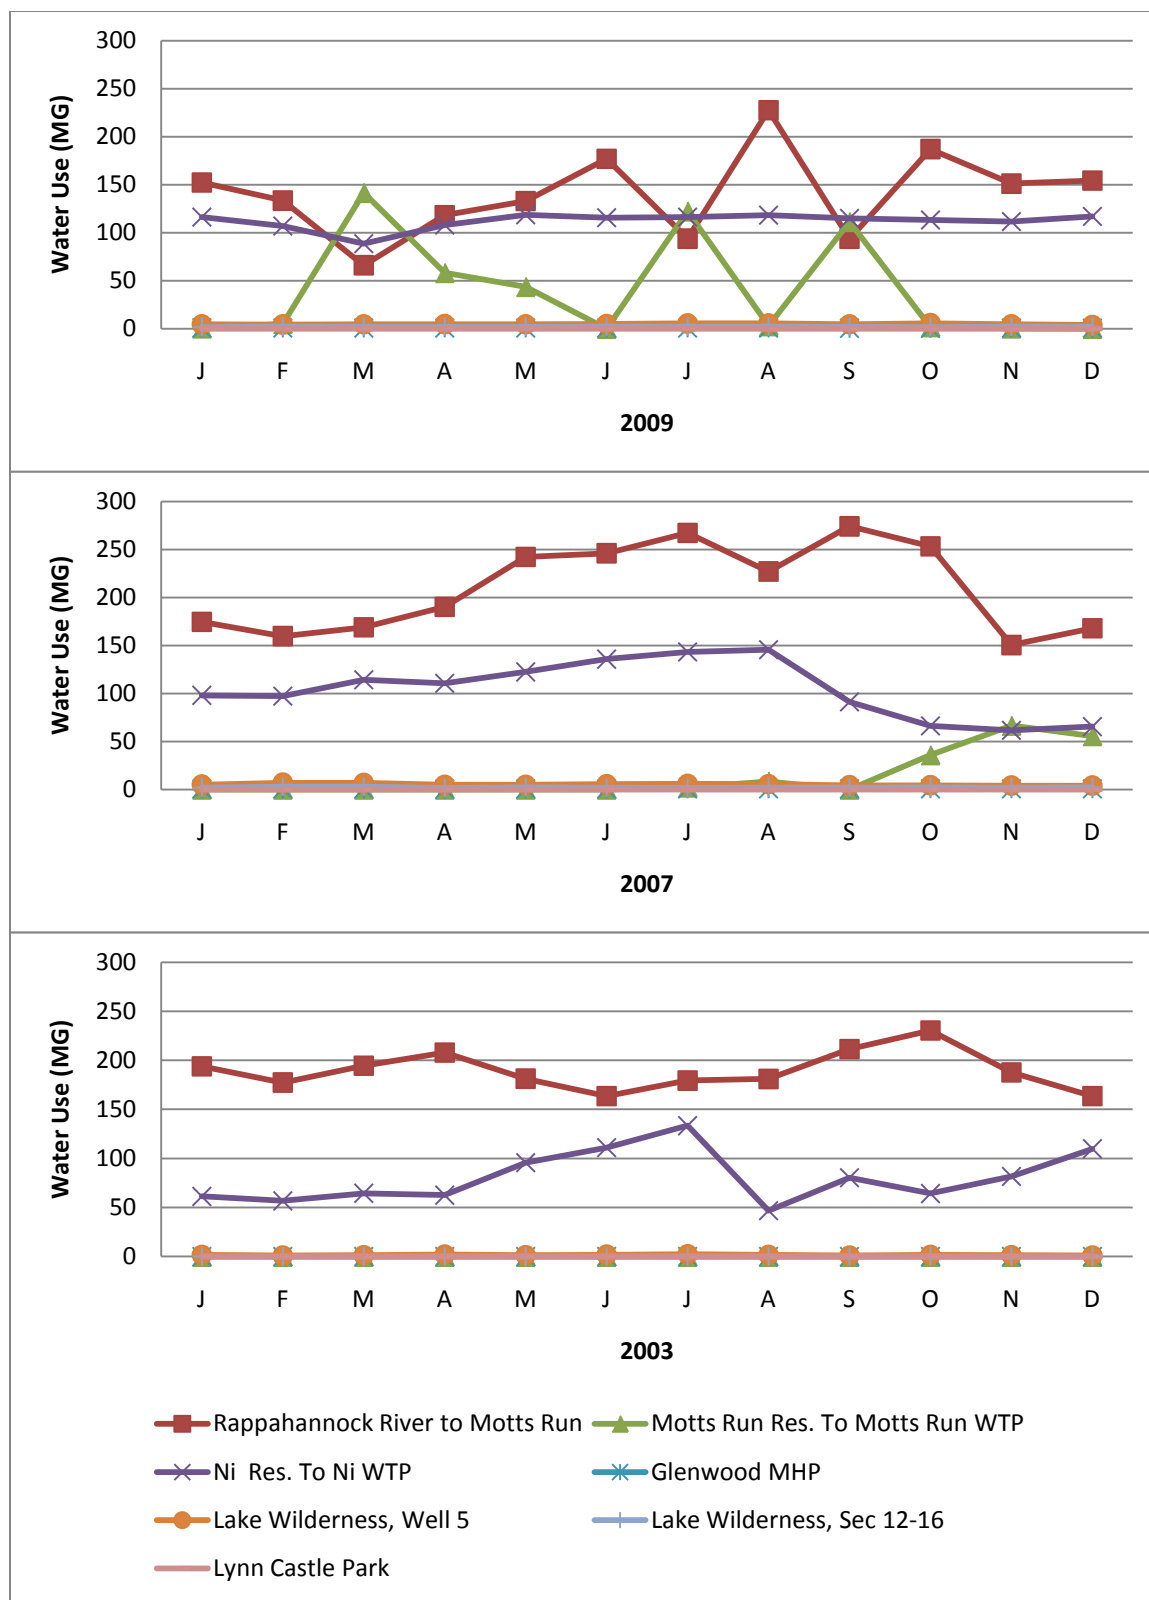 300
250
200
150
100
50
0
Water Use (MG)
J F M A M J J A S O N D
2009
300
250
200
150
100
50
0
Water Use (MG)
J F M A M J J A S O N D
2007
300
250
200
150
100
50
0
Water Use (MG)
J F M A M J J A S O N D
2003
Rappahannock River to Motts Run
Motts Run Res. To Motts Run WTP
Ni  Res. To Ni WTP
Glenwood MHP
Lake Wilderness, Well 5
Lake Wilderness, Sec 12-16
Lynn Castle Park